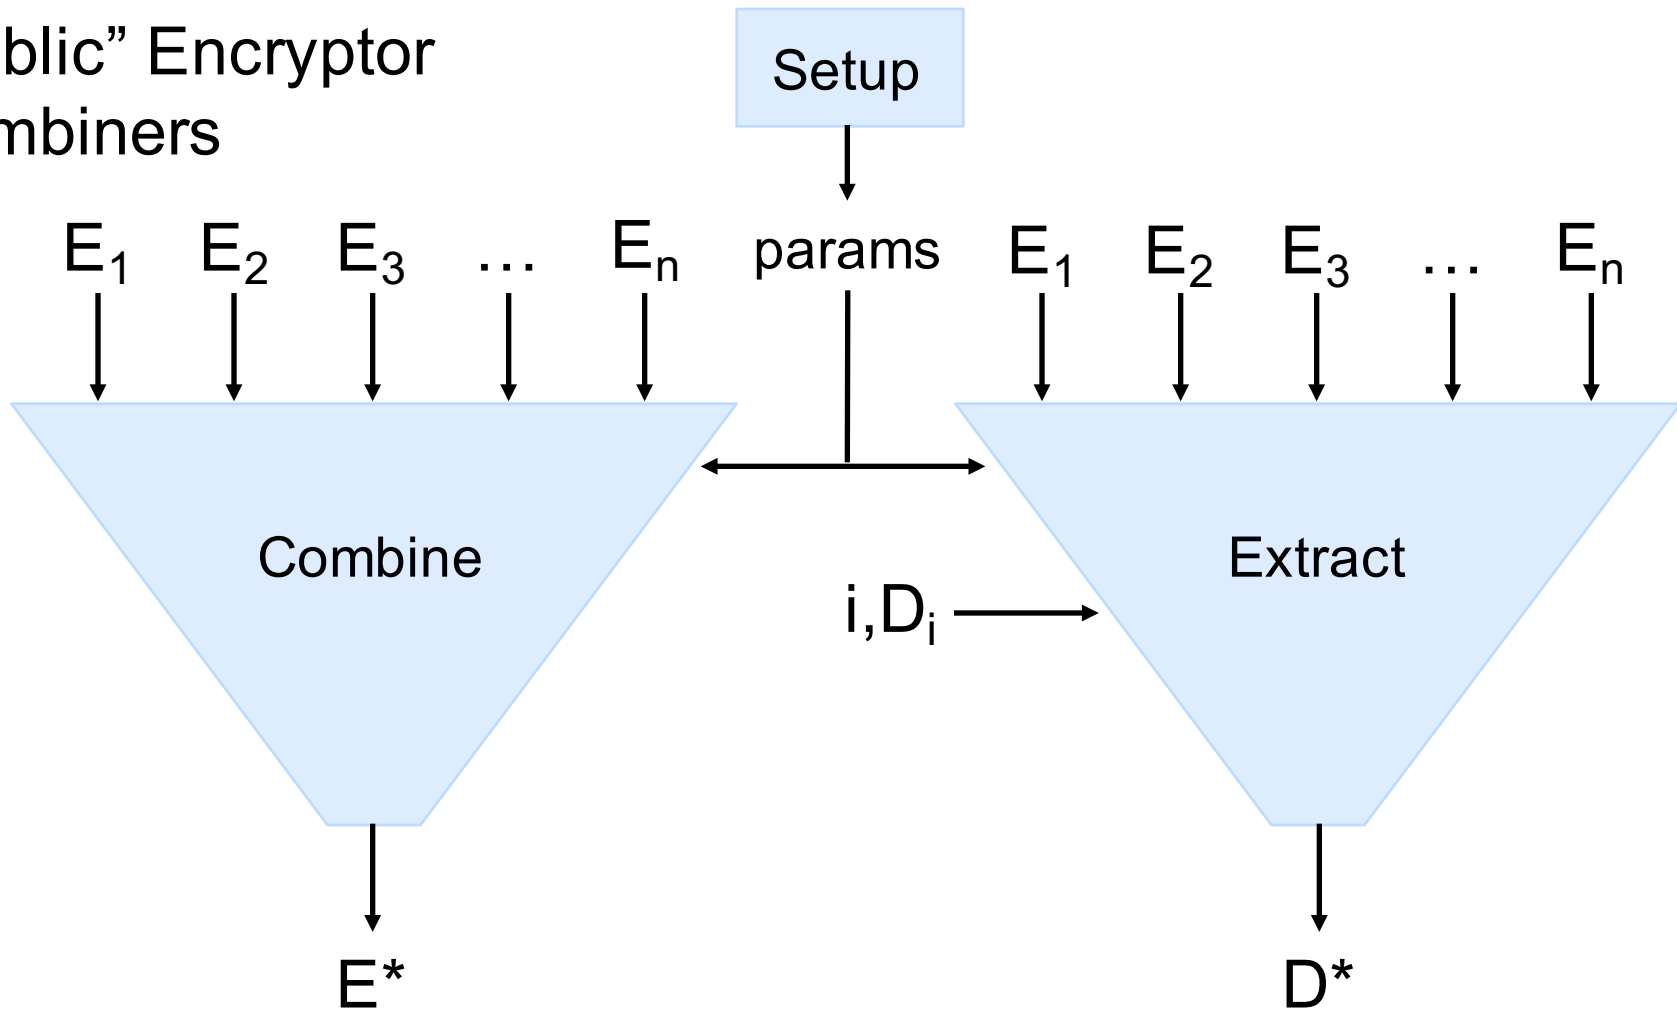 blic” Encryptor
mbiners
Setup
params
E₁ E₂ E₃ … Eₙ
E₁ E₂ E₃ … Eₙ
Combine
Extract
i,Dᵢ
E*
D*